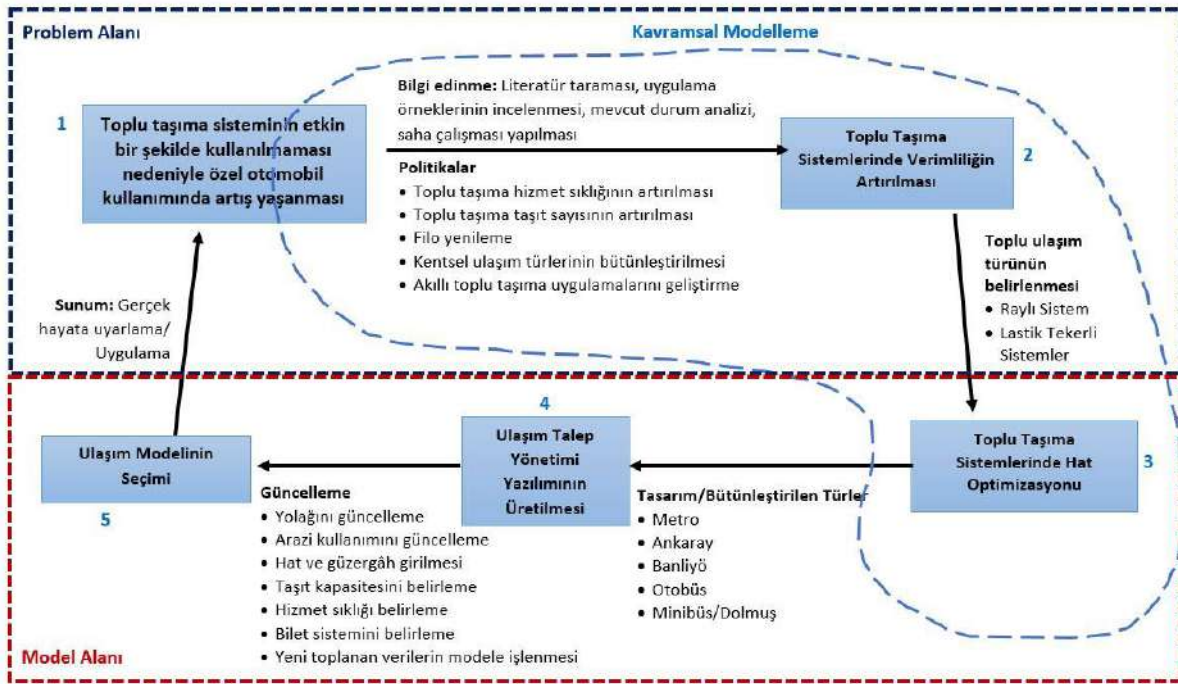 Problem Alanı
Kavramsal Modelleme
1
Toplu taşıma sisteminin etkin
bir şekilde kullanılmaması
nedeniyle özel otomobil
kullanımında artış yaşanması
Bilgi edinme: Literatür taraması, uygulama
örneklerinin incelenmesi, mevcut durum analizi,
saha çalışması yapılması
Politikalar
• Toplu taşıma hizmet sıklığının artırılması
• Toplu taşıma taşıt sayısının artırılması
• Filo yenileme
• Kentsel ulaşım türlerinin bütünleştirilmesi
• Akıllı toplu taşıma uygulamalarını geliştirme
Toplu Taşıma
Sistemlerinde Verimliliğin
Artırılması
2
Toplu ulaşım
türünün
belirlenmesi
• Raylı Sistem
• Lastik Tekerli
Sistemler
Sunum: Gerçek
hayata uyarlama/
Uygulama
Toplu Taşıma
Sistemlerinde Hat
Optimizasyonu
3
Tasarım/Bütünleştirilen Türler
• Metro
• Ankaray
• Banliyö
• Otobüs
• Minibüs/Dolmuş
4
Ulaşım Talep
Yönetimi
Yazılımının
Üretilmesi
Güncelleme
• Yolağını güncelleme
• Arazi kullanımını güncelleme
• Hat ve güzergâh girilmesi
• Taşıt kapasitesini belirleme
• Hizmet sıklığı belirleme
• Bilet sistemini belirleme
• Yeni toplanan verilerin modele işlenmesi
Ulaşım Modelinin
Seçimi
5
Model Alanı